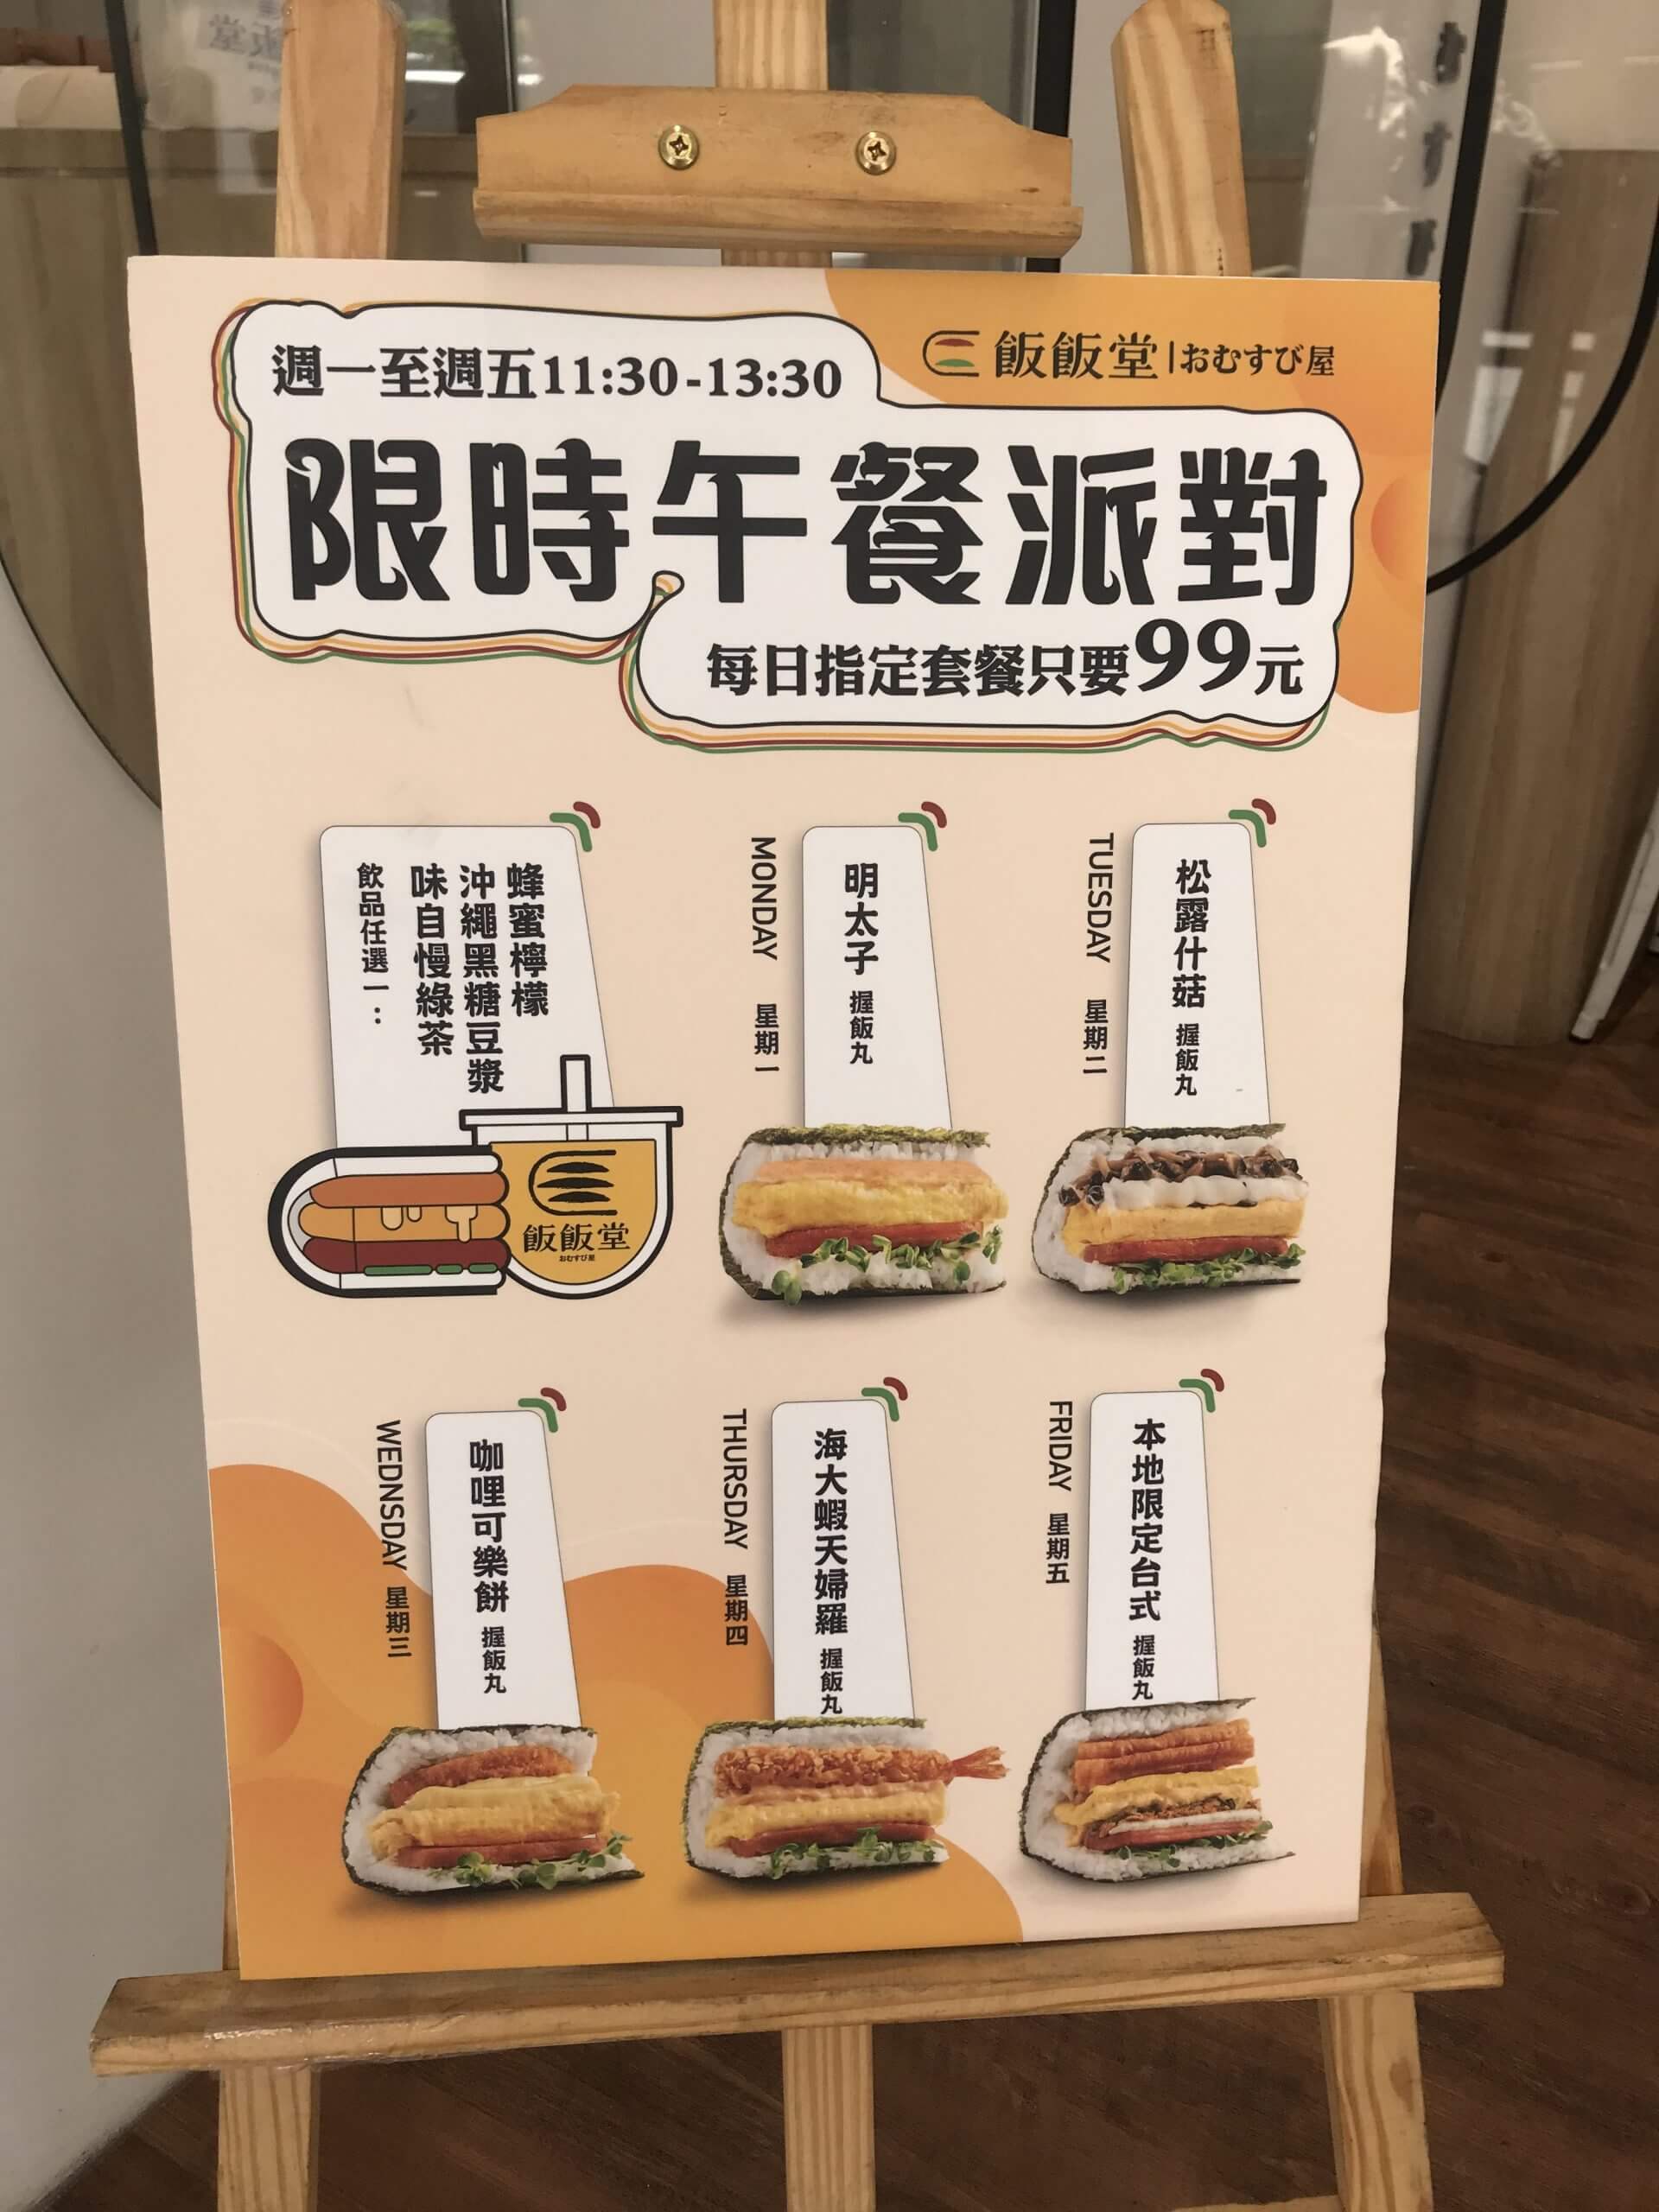 週一至週五11:30-13:30
飯飯堂|おむすび屋
限時午餐派對
每日指定套餐只要99元
蜂蜜檸檬
沖繩黑糖豆漿
味自慢綠茶
飲品任選一：
飯飯堂
おむすび屋
MONDAY 星期一
明太子 握飯丸
TUESDAY 星期二
松露什菇 握飯丸
WEDNSDAY 星期三
咖哩可樂餅 握飯丸
THURSDAY 星期四
海大蝦天婦羅 握飯丸
FRIDAY 星期五
本地限定台式 握飯丸